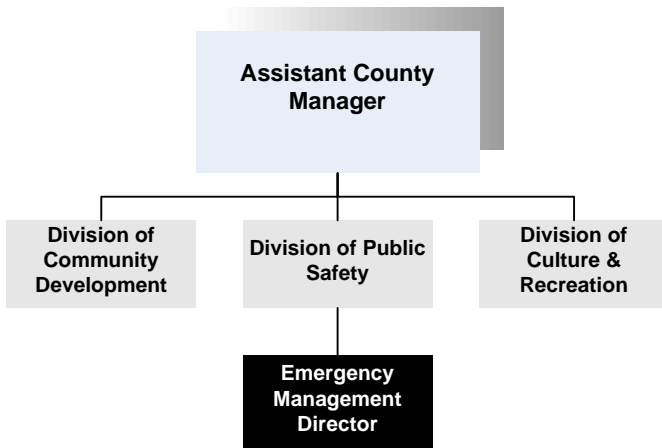 Assistant County
Manager
Division of
Community
Development
Division of Public
Safety
Division of
Culture &
Recreation
Emergency
Management
Director